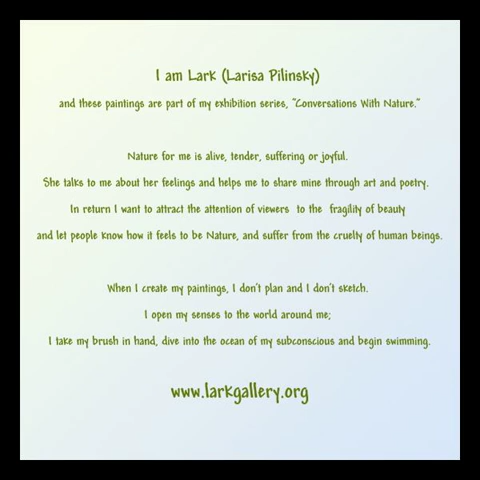 I am Lark (Larisa Pilinsky)
and these paintings are part of my exhibition series, "Conversations With Nature."
Nature for me is alive, tender, suffering or joyful.
She talks to me about her feelings and helps me to share mine through art and poetry.
In return I want to attract the attention of viewers to the fragility of beauty
and let people know how it feels to be Nature, and suffer from the cruelty of human beings.
When I create my paintings, I don't plan and I don't sketch.
I open my senses to the world around me;
I take my brush in hand, dive into the ocean of my subconscious and begin swimming.
www.larkgallery.org